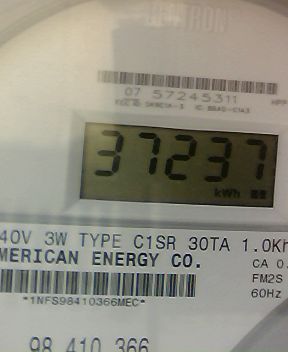 CENTRON
07 57245311
37237
kWh
40V 3W TYPE C1SR 30TA 1.0Kh
MERICAN ENERGY CO.
CA 0.
FM2S
*1NFS98410366MEC*
60Hz
98 410 366